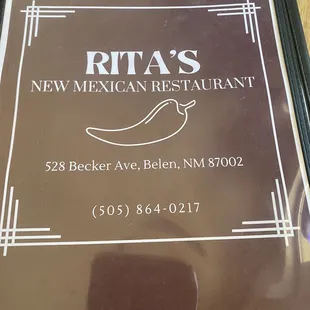 RITA'S
NEW MEXICAN RESTAURANT
528 Becker Ave, Belen, NM 87002
(505) 864-0217